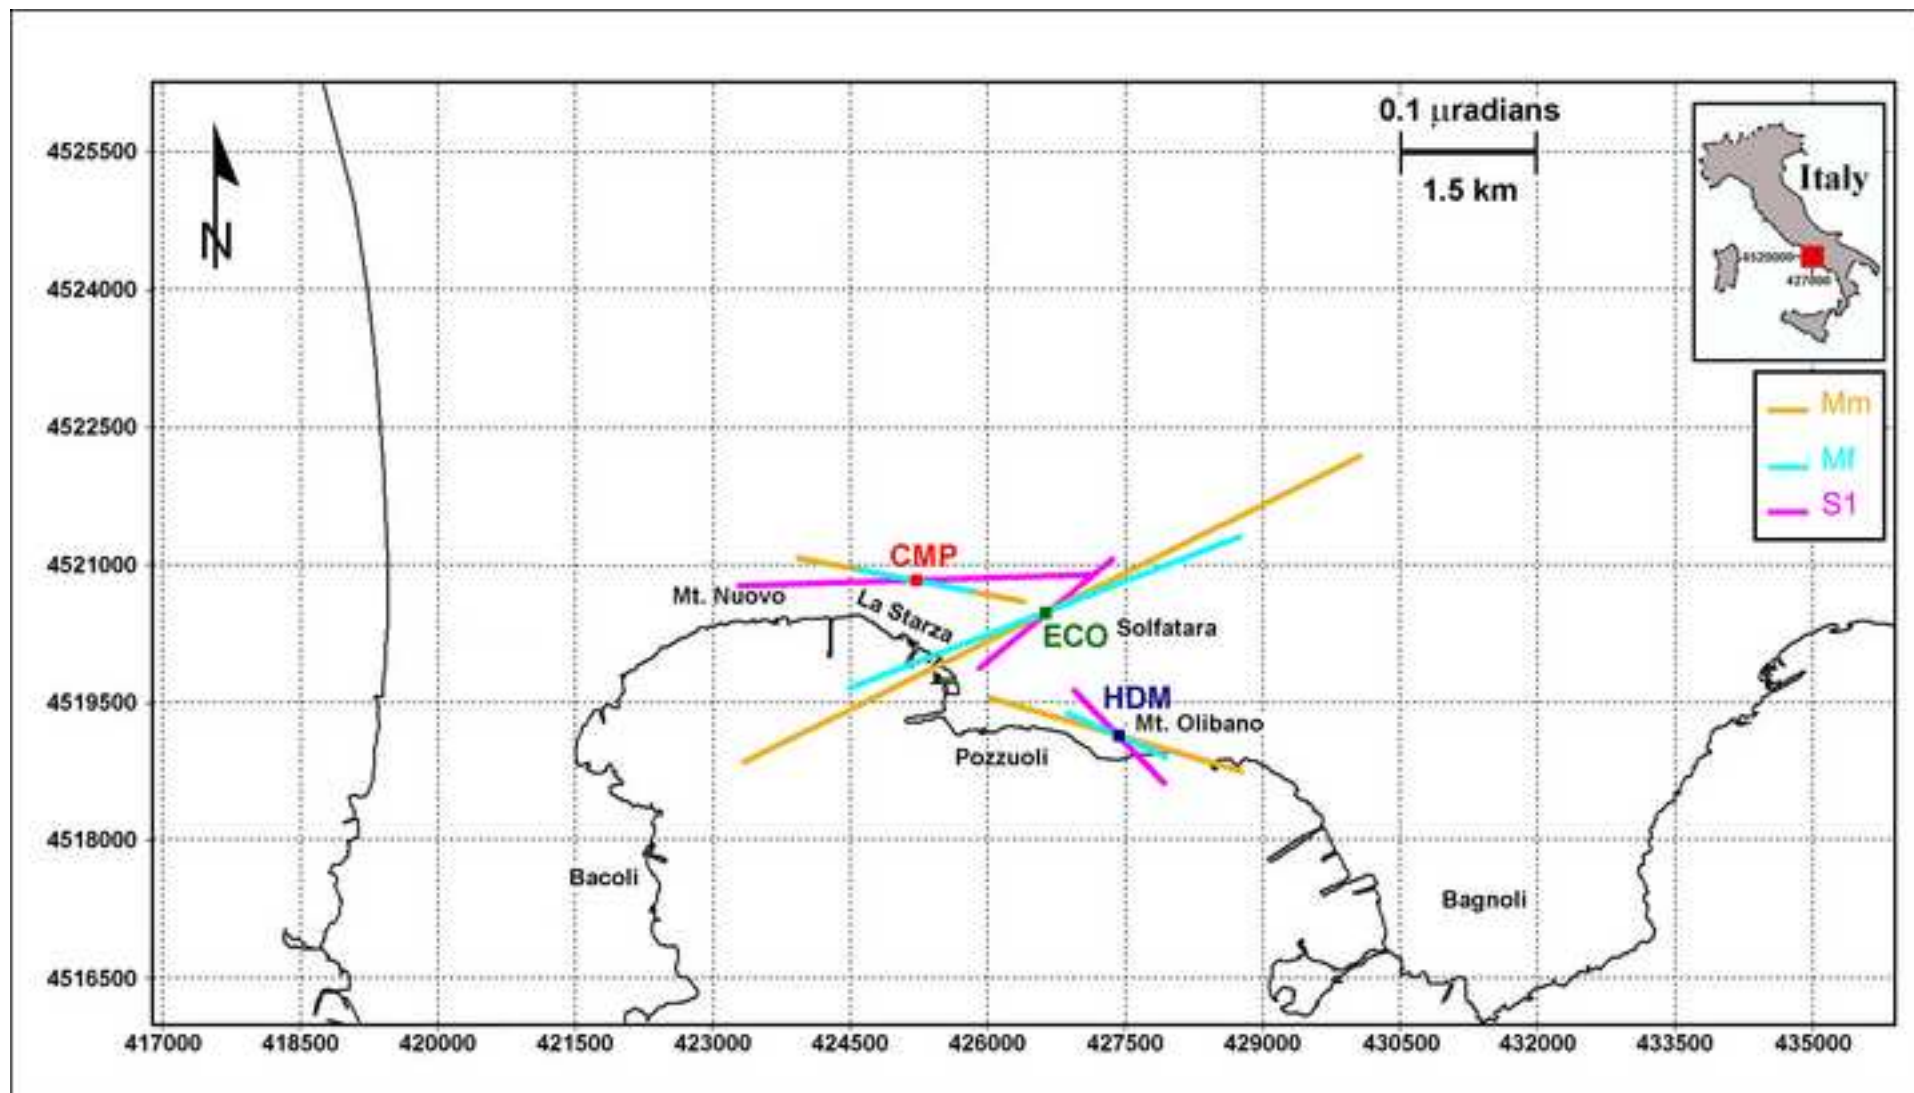 0.1 μradians
1.5 km
N
Italy
4520000
427000
Mm
Mf
S1
4525500
4524000
4522500
4521000
4519500
4518000
4516500
CMP
Mt. Nuovo
La Starza
ECO
Solfatara
HDM
Mt. Olibano
Pozzuoli
Bacoli
Bagnoli
417000 418500 420000 421500 423000 424500 426000 427500 429000 430500 432000 433500 435000